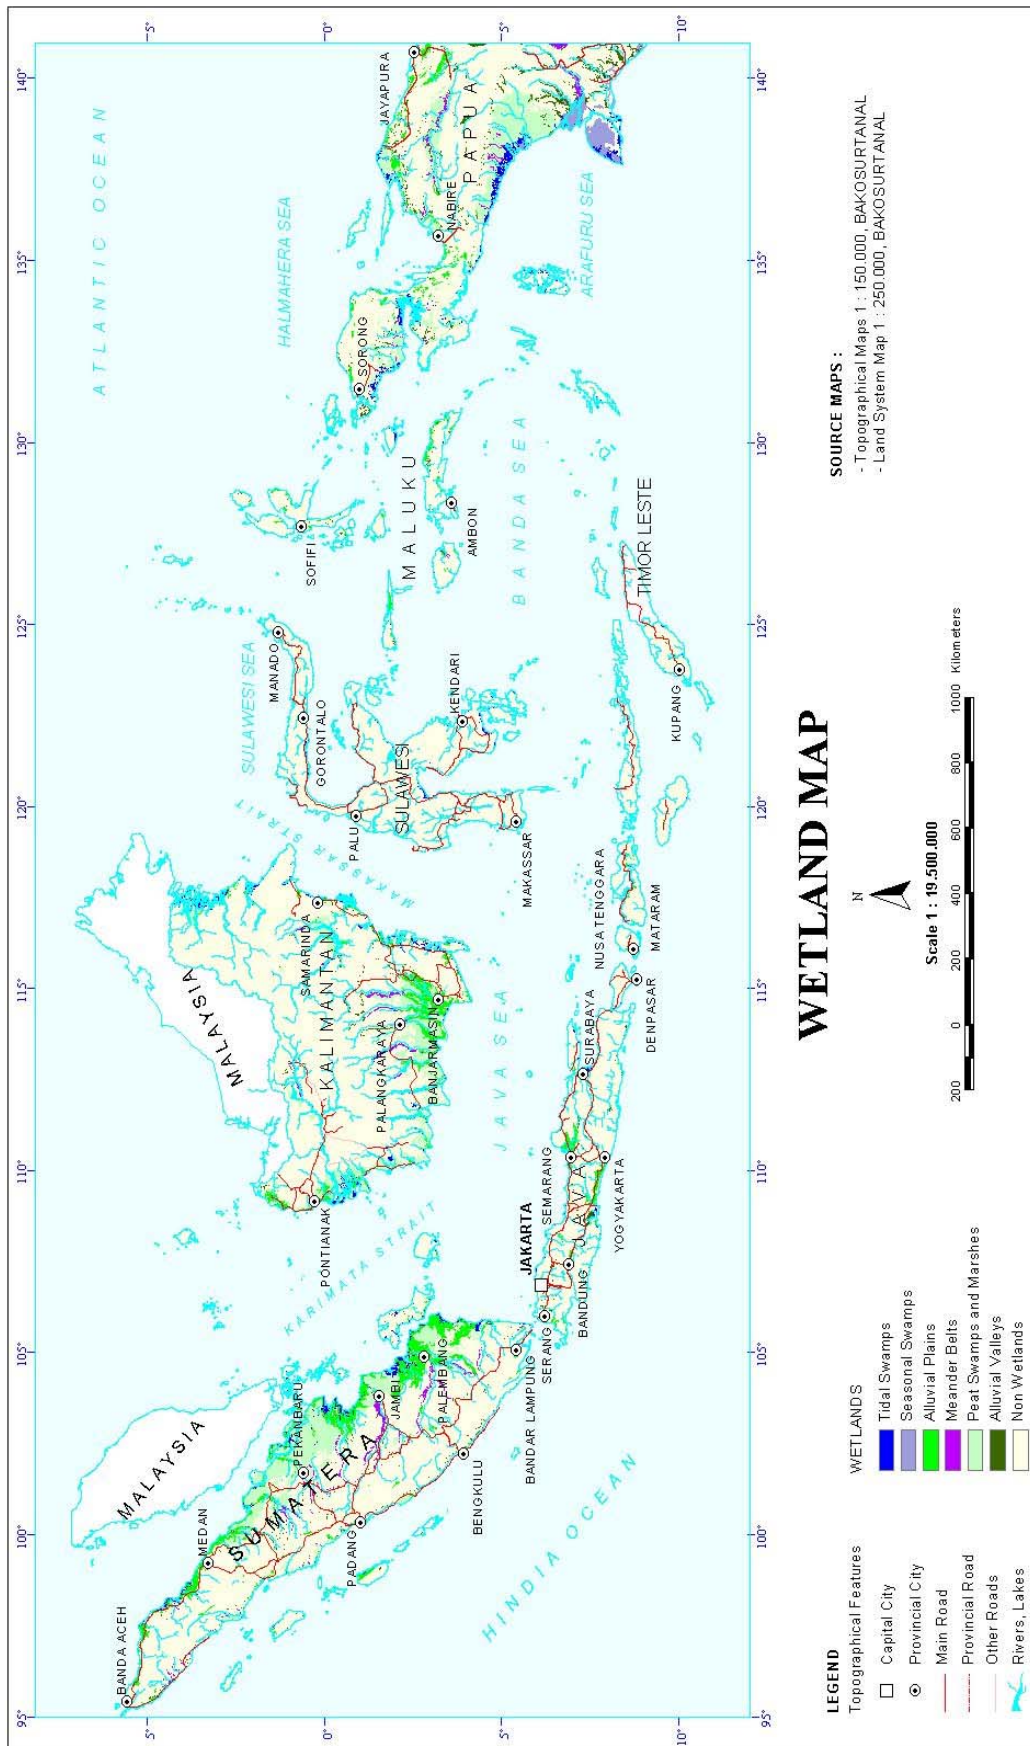 95°
100°
105°
110°
115°
120°
125°
130°
135°
140°
5°
5°
0°
0°
-5°
-5°
-10°
-10°
ATLANTIC OCEAN
HALMAHERA SEA
SULAWESI SEA
MAKASSAR STRAIT
KARIMATA STRAIT
JAVA SEA
BANDA SEA
ARAFURU SEA
HINDIA OCEAN
MALAYSIA
MALAYSIA
SUMATERA
KALIMANTAN
SULAWESI
MALUKU
PAPUA
JAVA
NUSATENGGARA
TIMOR LESTE
BANDA ACEH
MEDAN
PEKANBARU
PADANG
JAMBI
PALEMBANG
BENGKULU
BANDAR LAMPUNG
SERANG
JAKARTA
BANDUNG
SEMARANG
YOGYAKARTA
SURABAYA
DENPASAR
MATARAM
KUPANG
PONTIANAK
PALANGKARAYA
BANJARMASIN
SAMARINDA
PALU
GORONTALO
MANADO
KENDARI
MAKASSAR
SOFIFI
AMBON
SORONG
NABIRE
JAYAPURA
LEGEND
Topographical Features
Capital City
Provincial City
Main Road
Provincial Road
Other Roads
Rivers, Lakes
WETLANDS
Tidal Swamps
Seasonal Swamps
Alluvial Plains
Meander Belts
Peat Swamps and Marshes
Alluvial Valleys
Non Wetlands
WETLAND MAP
N
Scale 1 : 19.500.000
200 0 200 400 600 800 1000 Kilometers
SOURCE MAPS :
- Topographical Maps 1 : 150.000, BAKOSURTANAL
- Land System Map 1 : 250.000, BAKOSURTANAL